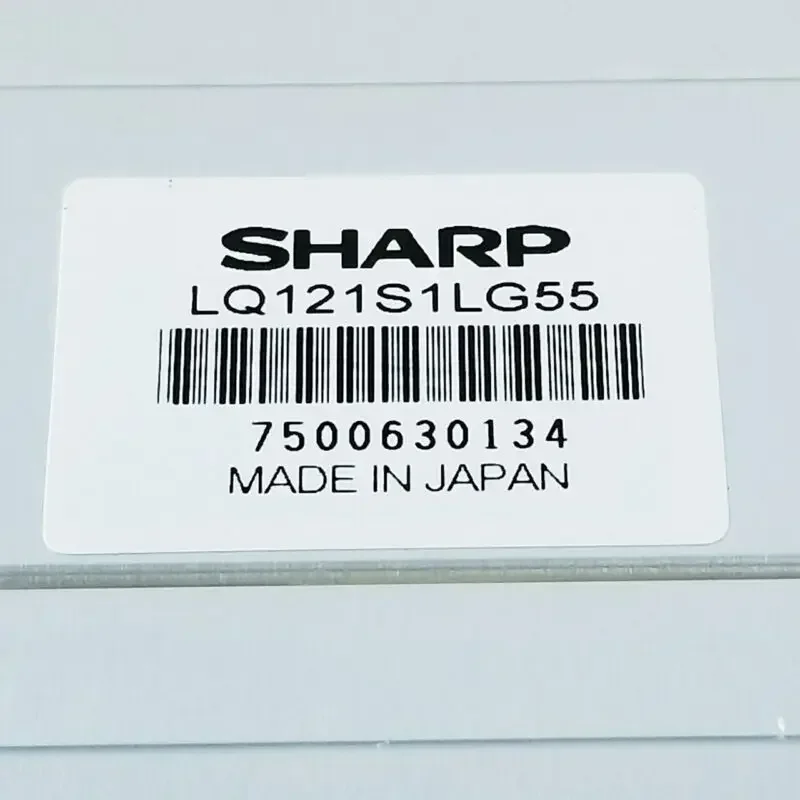 SHARP
LQ121S1LG55
7500630134
MADE IN JAPAN